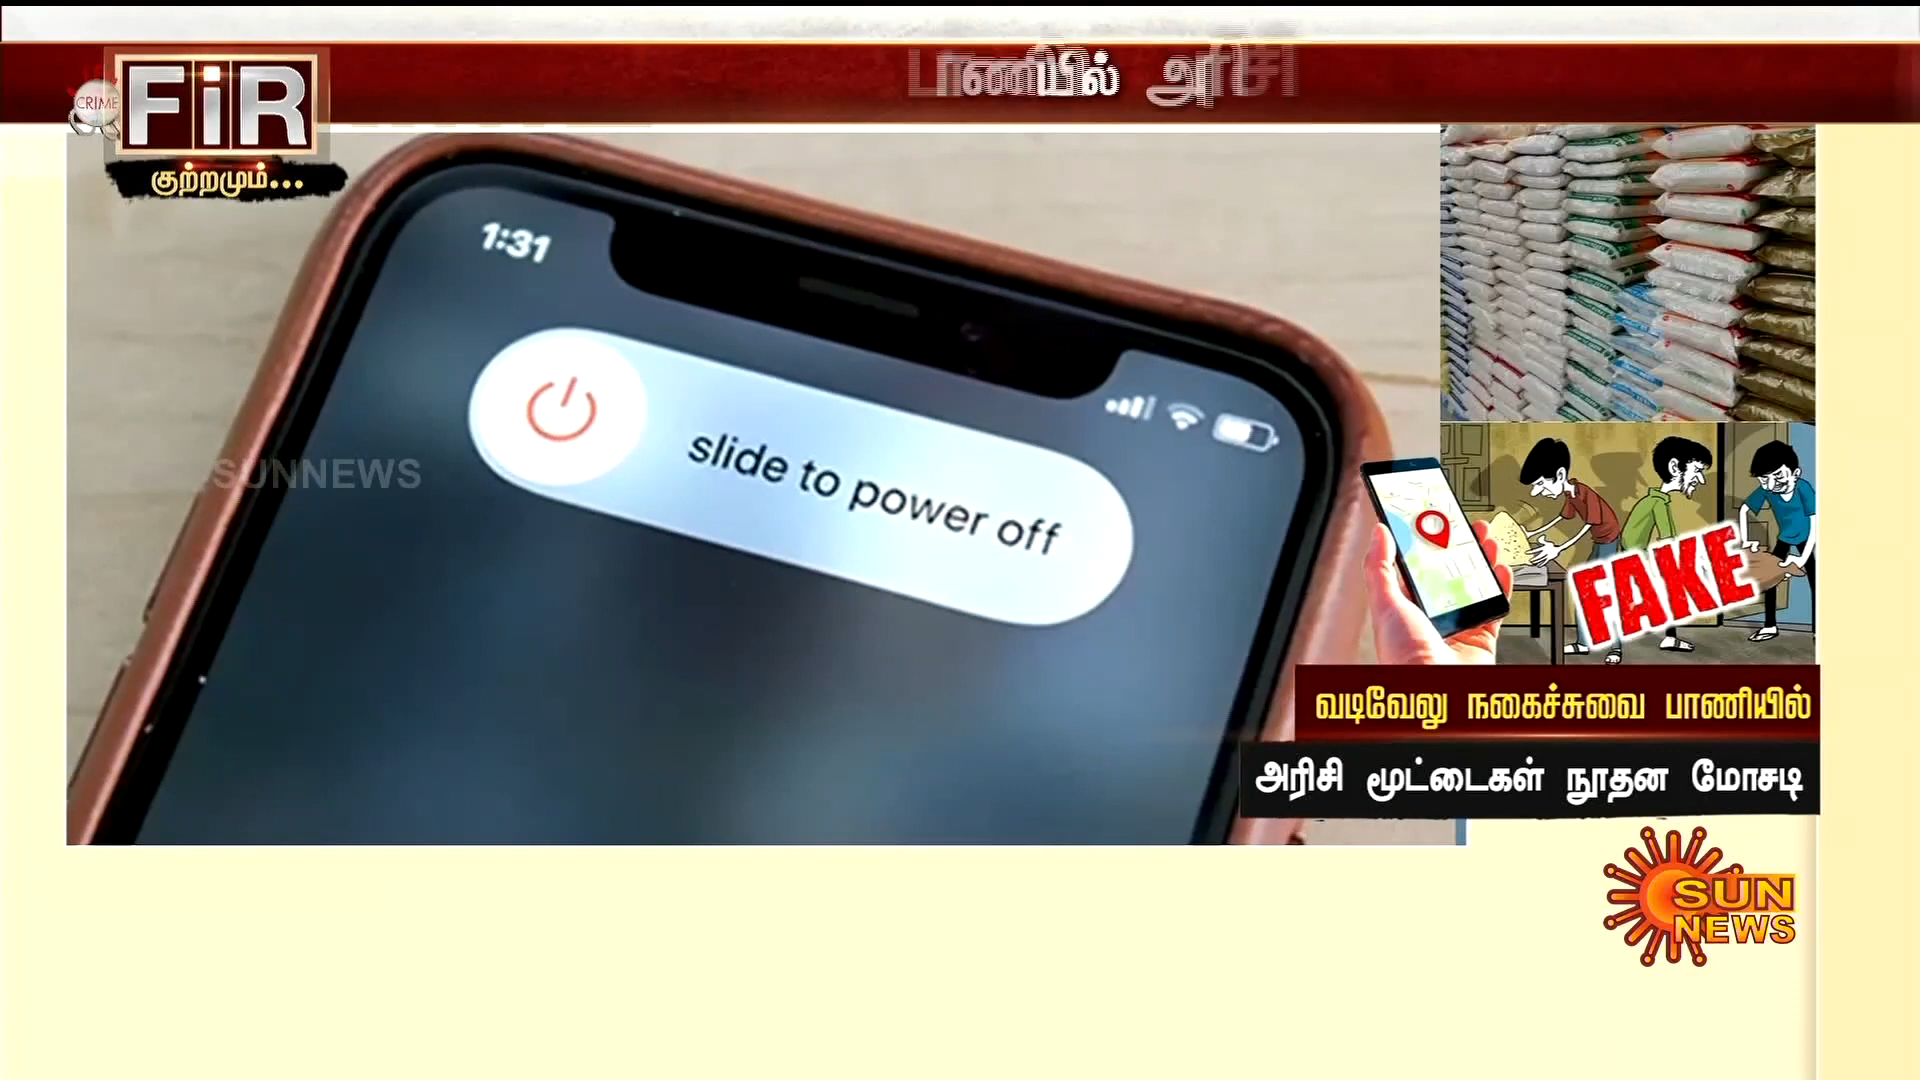 பாணியில் அரிசி
CRIME
FiR
குற்றமும்...
1:31
slide to power off
SUNNEWS
FAKE
வடிவேலு நகைச்சுவை பாணியில்
அரிசி மூட்டைகள் நூதன மோசடி
SUN
NEWS